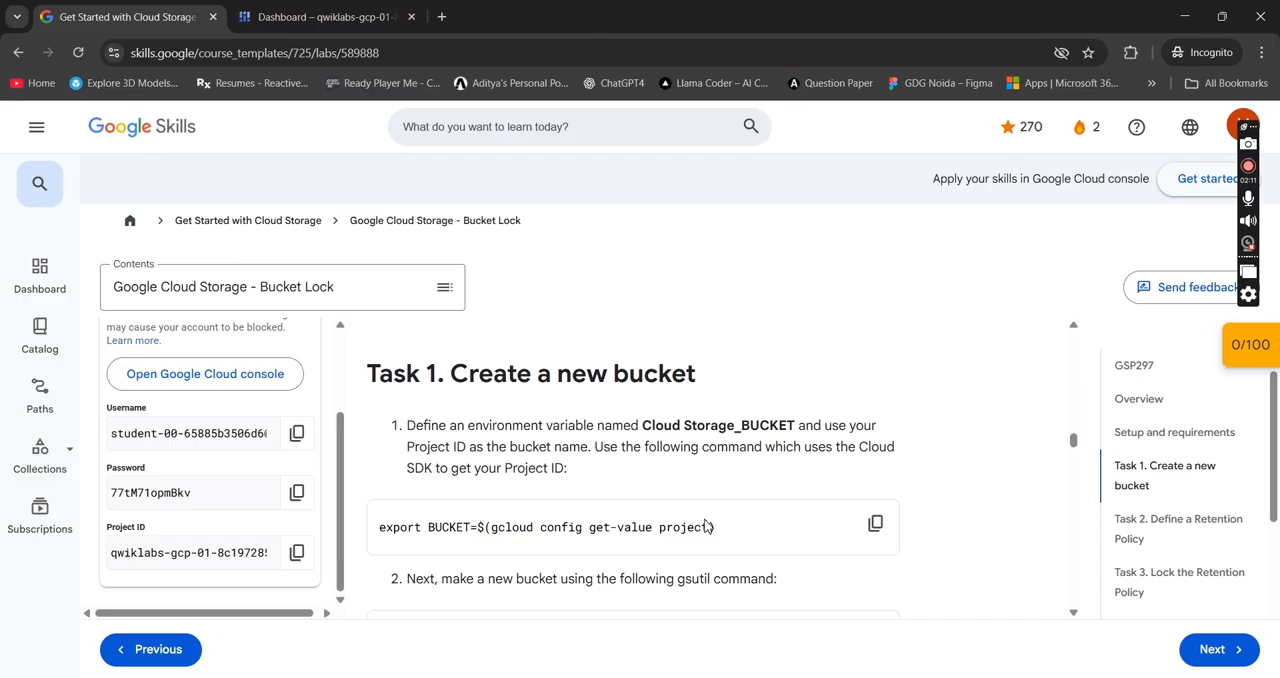 Get Started with Cloud Storage
Dashboard – qwiklabs-gcp-01-
skills.google/course_templates/725/labs/589888
Incognito
Home
Explore 3D Models...
Resumes - Reactive...
Ready Player Me - C...
Aditya's Personal Po...
ChatGPT4
Llama Coder – AI C...
Question Paper
GDG Noida – Figma
Apps | Microsoft 36...
All Bookmarks
Google Skills
What do you want to learn today?
270
2
02:11
Apply your skills in Google Cloud console
Get started
Get Started with Cloud Storage
Google Cloud Storage - Bucket Lock
Dashboard
Catalog
Paths
Collections
Subscriptions
Contents
Google Cloud Storage - Bucket Lock
Send feedback
0/100
may cause your account to be blocked.
Learn more.
Open Google Cloud console
Username
student-00-65885b3506d60
Password
77tM71opmBkv
Project ID
qwiklabs-gcp-01-8c197285
Task 1. Create a new bucket
1. Define an environment variable named Cloud Storage_BUCKET and use your
Project ID as the bucket name. Use the following command which uses the Cloud
SDK to get your Project ID:
export BUCKET=$(gcloud config get-value project)
2. Next, make a new bucket using the following gsutil command:
GSP297
Overview
Setup and requirements
Task 1. Create a new
bucket
Task 2. Define a Retention
Policy
Task 3. Lock the Retention
Policy
Previous
Next